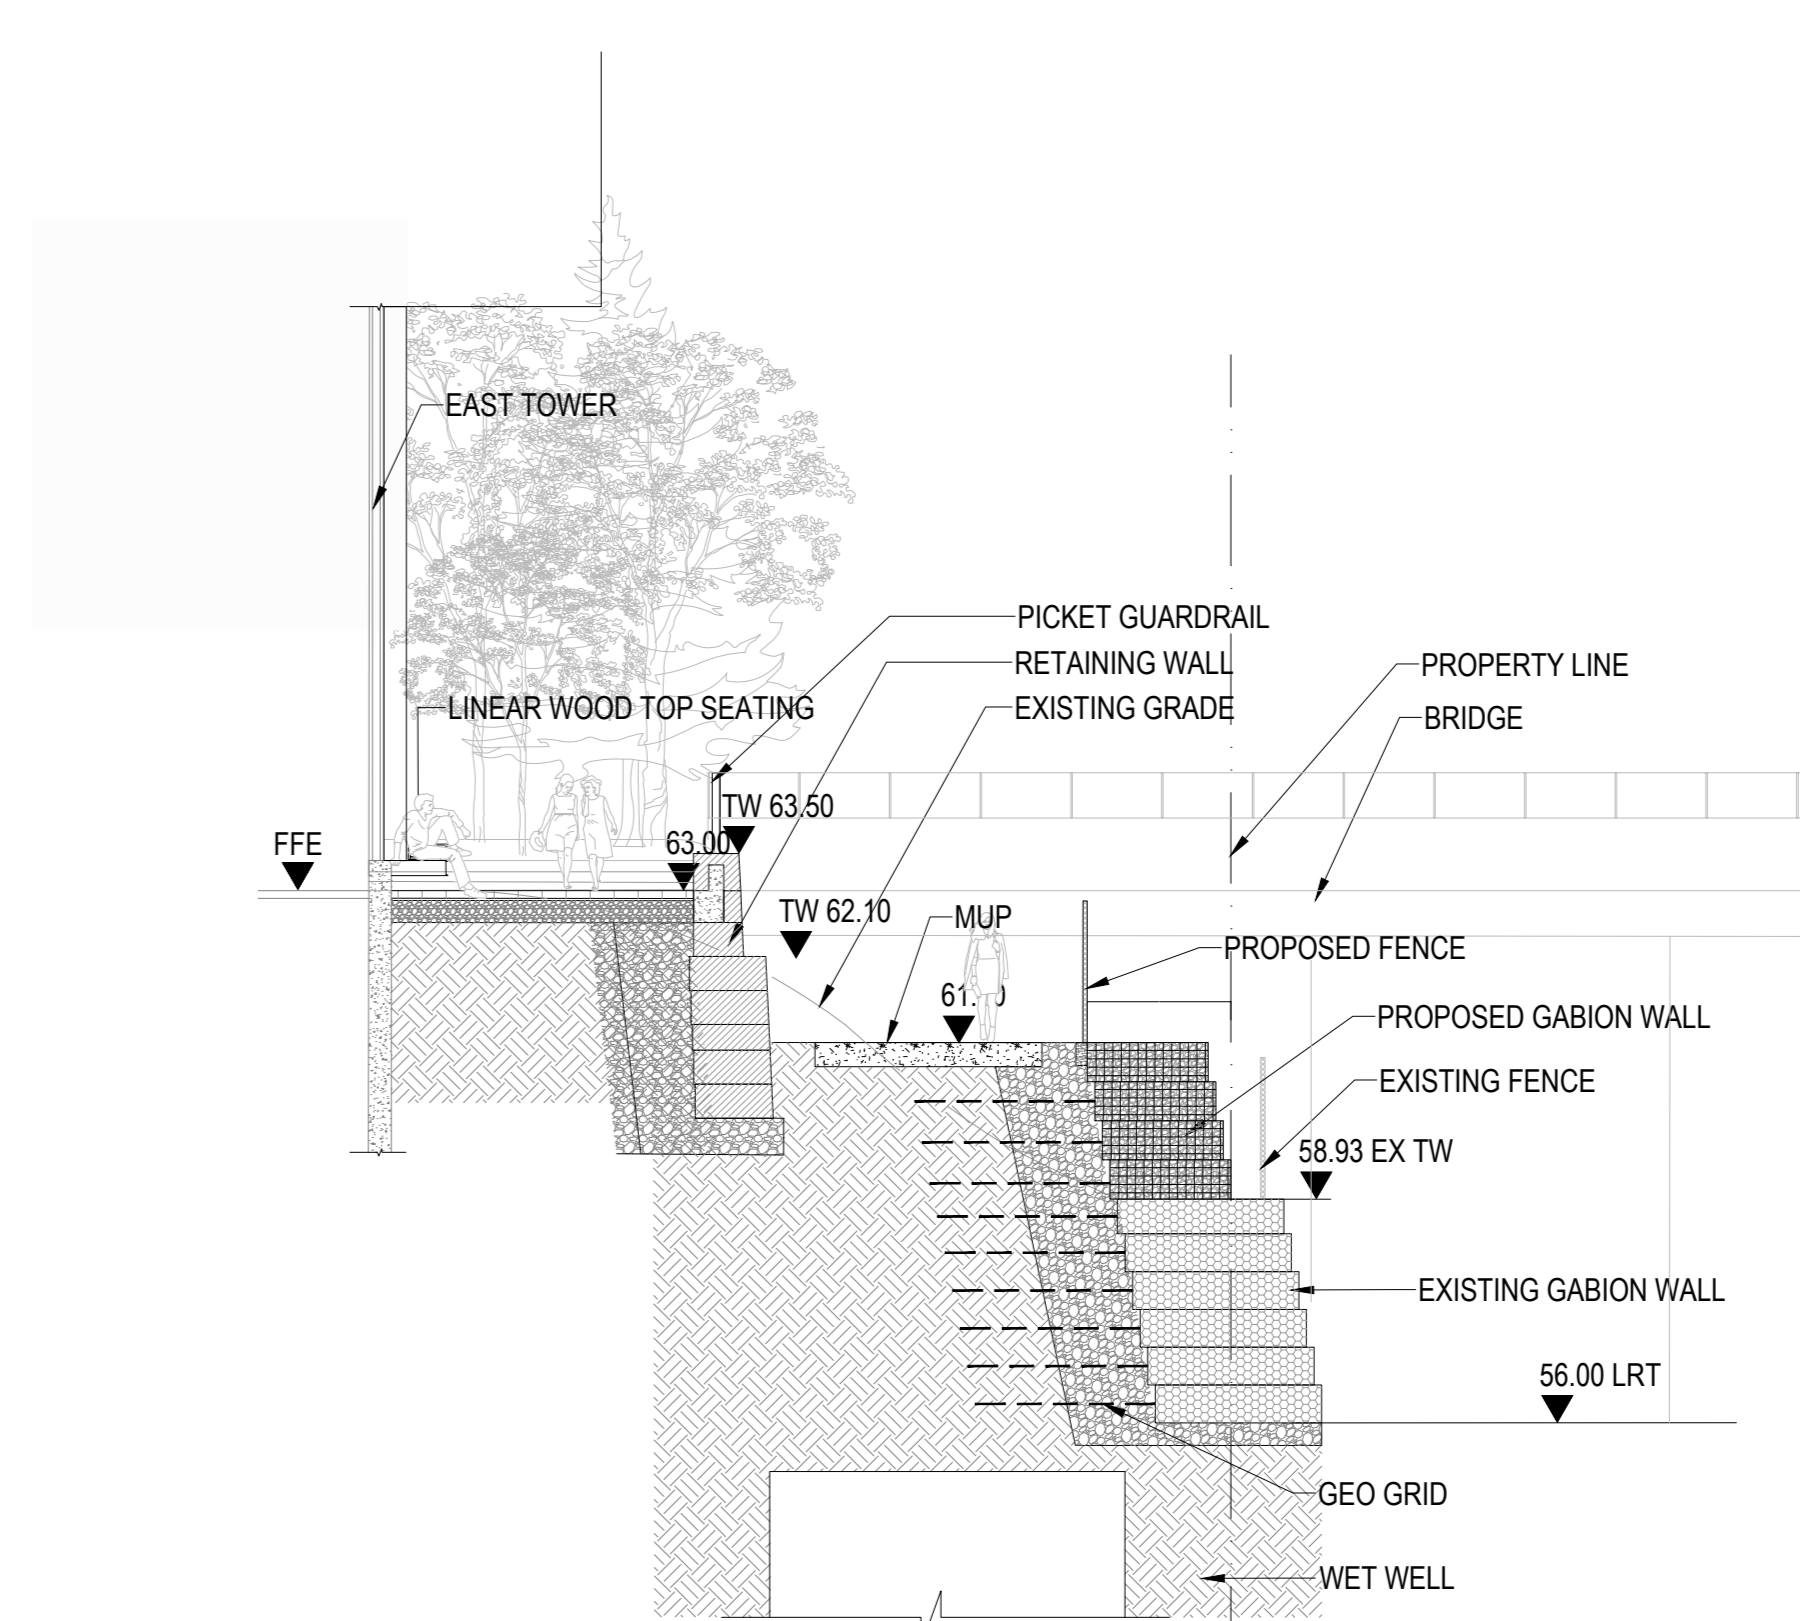 EAST TOWER
PICKET GUARDRAIL
RETAINING WALL
PROPERTY LINE
LINEAR WOOD TOP SEATING
EXISTING GRADE
BRIDGE
TW 63.50
FFE
63.00
TW 62.10
MUP
PROPOSED FENCE
PROPOSED GABION WALL
EXISTING FENCE
58.93 EX TW
EXISTING GABION WALL
56.00 LRT
GEO GRID
WET WELL